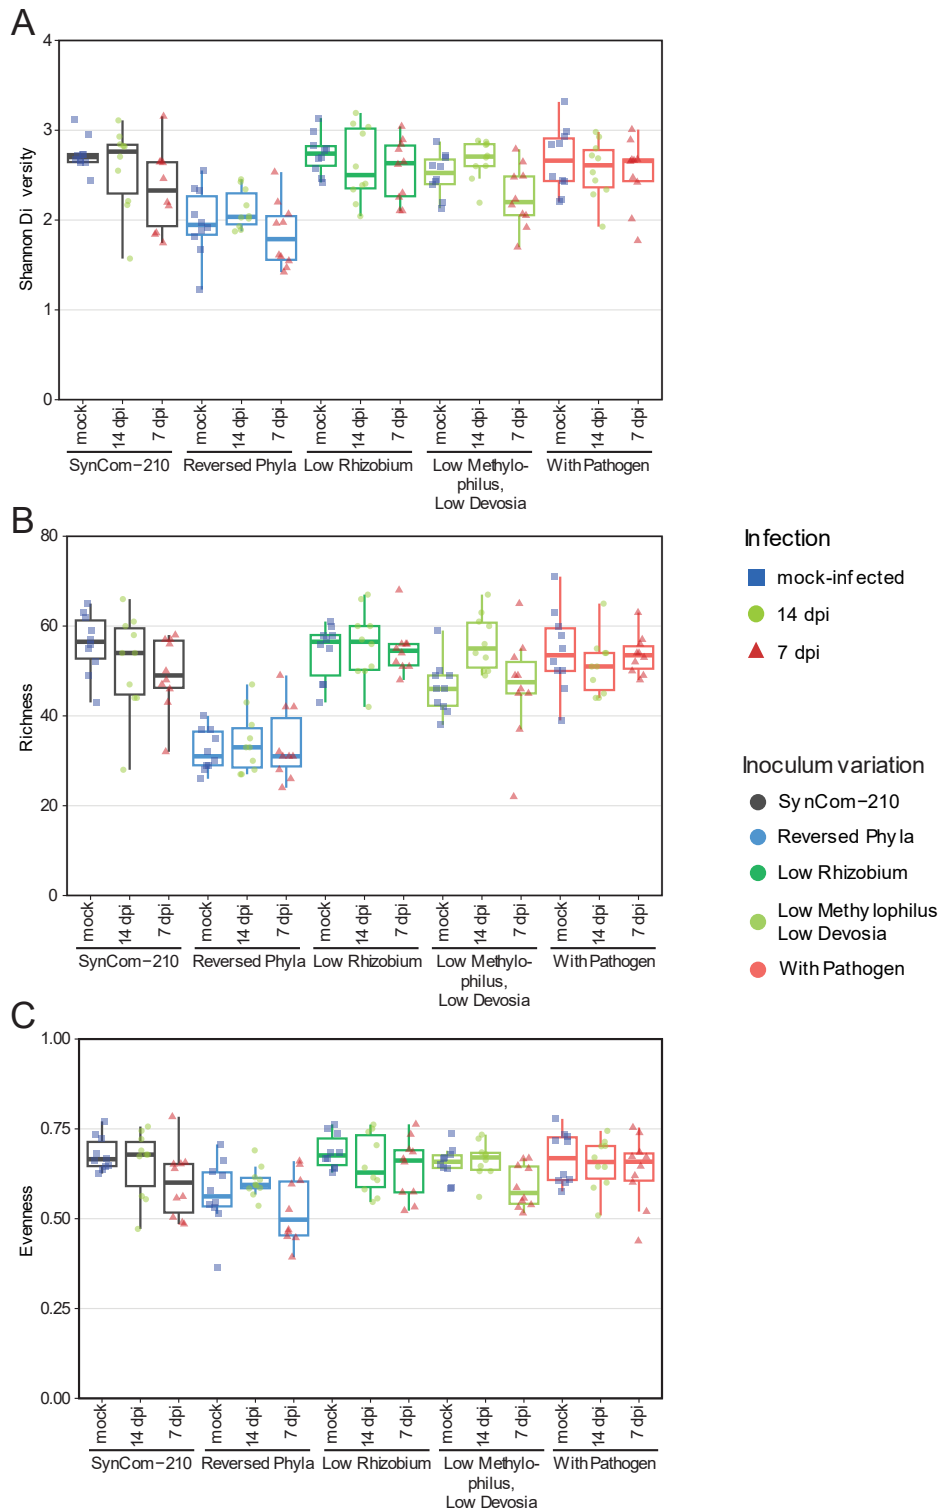 A
Shannon Di versity
4
3
2
1
0
mock
14 dpi
7 dpi
mock
14 dpi
7 dpi
mock
14 dpi
7 dpi
mock
14 dpi
7 dpi
mock
14 dpi
7 dpi
SynCom−210
Reversed Phyla
Low Rhizobium
Low Methylo-
philus,
Low Devosia
With Pathogen
B
Richness
80
60
40
20
0
mock
14 dpi
7 dpi
mock
14 dpi
7 dpi
mock
14 dpi
7 dpi
mock
14 dpi
7 dpi
mock
14 dpi
7 dpi
SynCom−210
Reversed Phyla
Low Rhizobium
Low Methylo-
philus,
Low Devosia
With Pathogen
Infection
mock-infected
14 dpi
7 dpi
Inoculum variation
SynCom−210
Reversed Phyla
Low Rhizobium
Low Methylophilus
Low Devosia
With Pathogen
C
Evenness
1.00
0.75
0.50
0.25
0.00
mock
14 dpi
7 dpi
mock
14 dpi
7 dpi
mock
14 dpi
7 dpi
mock
14 dpi
7 dpi
mock
14 dpi
7 dpi
SynCom−210
Reversed Phyla
Low Rhizobium
Low Methylo-
philus,
Low Devosia
With Pathogen